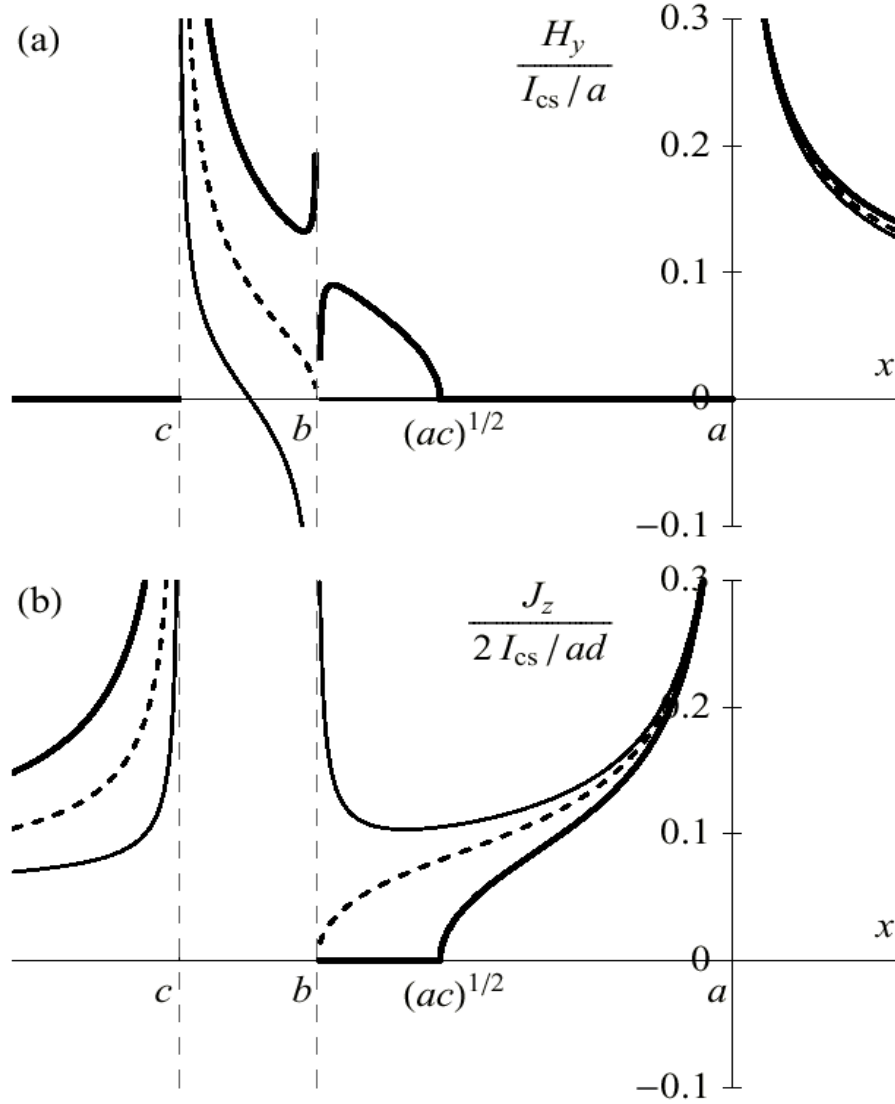 (a)
H_y
I_cs / a
0.3
0.2
0.1
x
0
c
b
(ac)^{1/2}
a
−0.1
(b)
J_z
2 I_cs / ad
0.3
0.2
0.1
x
0
c
b
(ac)^{1/2}
a
−0.1